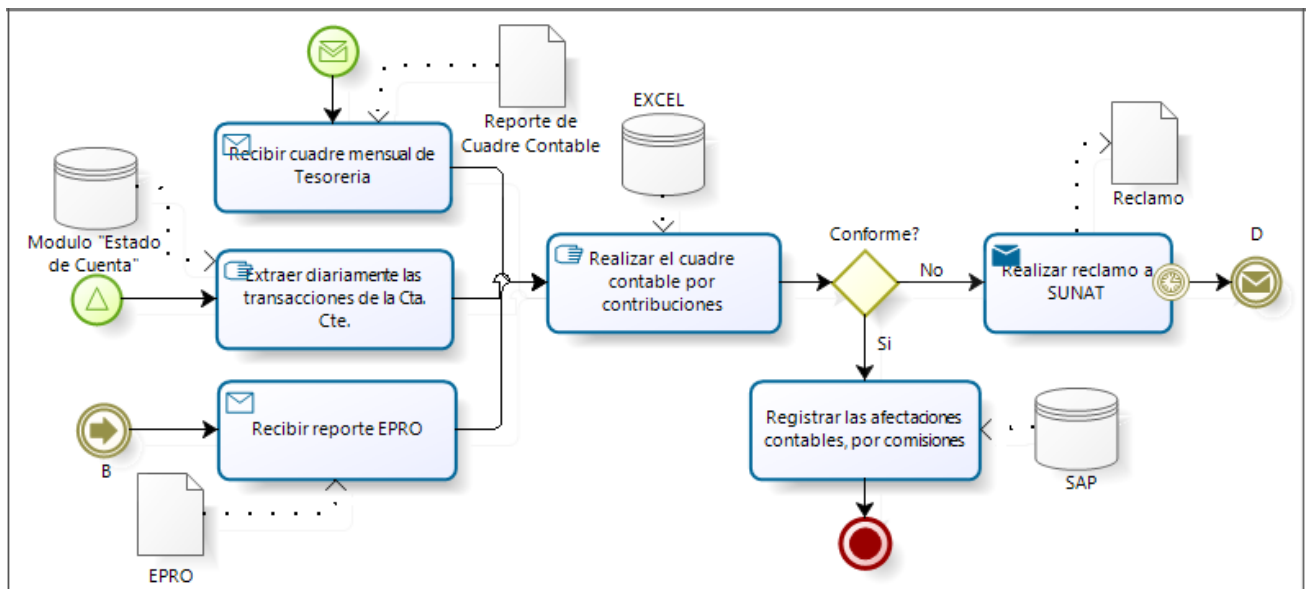 Reporte de
Cuadre Contable
EXCEL
Recibir cuadre mensual de
Tesoreria
Reclamo
Modulo "Estado
de Cuenta"
Extraer diariamente las
transacciones de la Cta.
Cte.
Realizar el cuadre
contable por
contribuciones
Conforme?
No
Realizar reclamo a
SUNAT
D
Si
B
Recibir reporte EPRO
Registrar las afectaciones
contables, por comisiones
SAP
EPRO